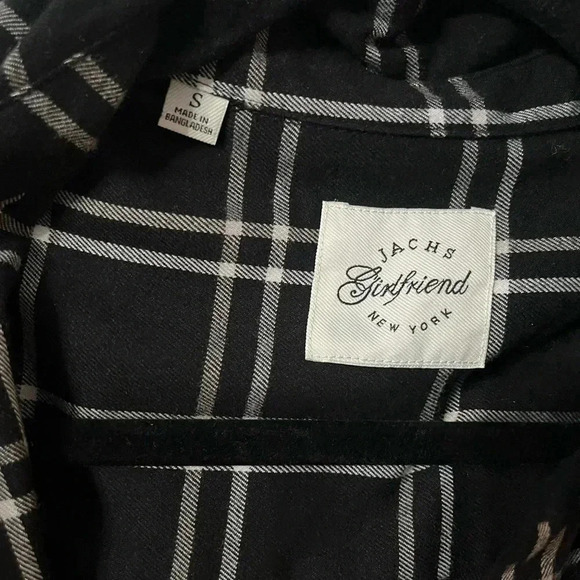 S
MADE IN
BANGLADESH
JACHS
Girlfriend
NEW YORK